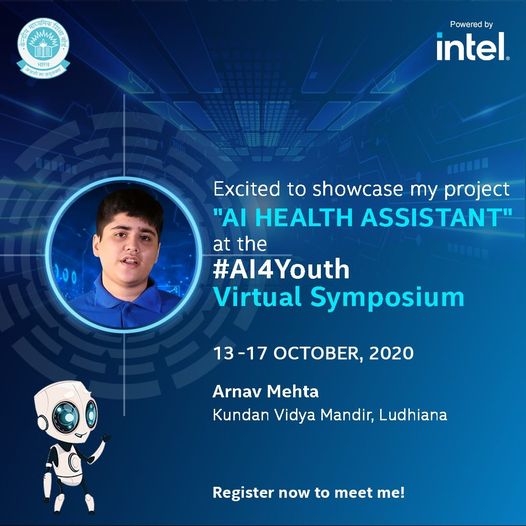 Powered by
intel.
Excited to showcase my project
"AI HEALTH ASSISTANT"
at the
#AI4Youth
Virtual Symposium
13-17 OCTOBER, 2020
Arnav Mehta
Kundan Vidya Mandir, Ludhiana
Register now to meet me!